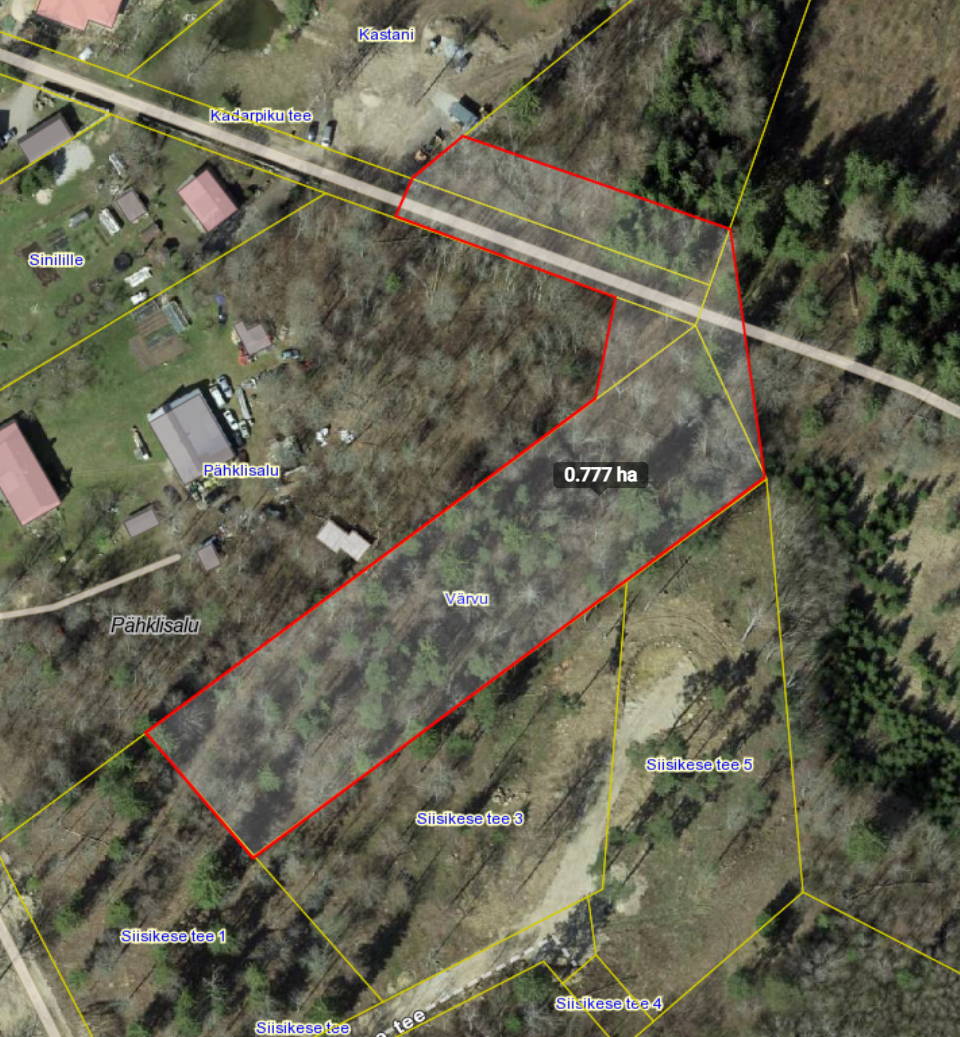 Kastani
Kadarpiku tee
Sinilille
Pähklisalu
0.777 ha
Värvu
Pähklisalu
Siisikese tee 5
Siisikese tee 3
Siisikese tee 1
Siisikese tee 4
Siisikese tee
tee